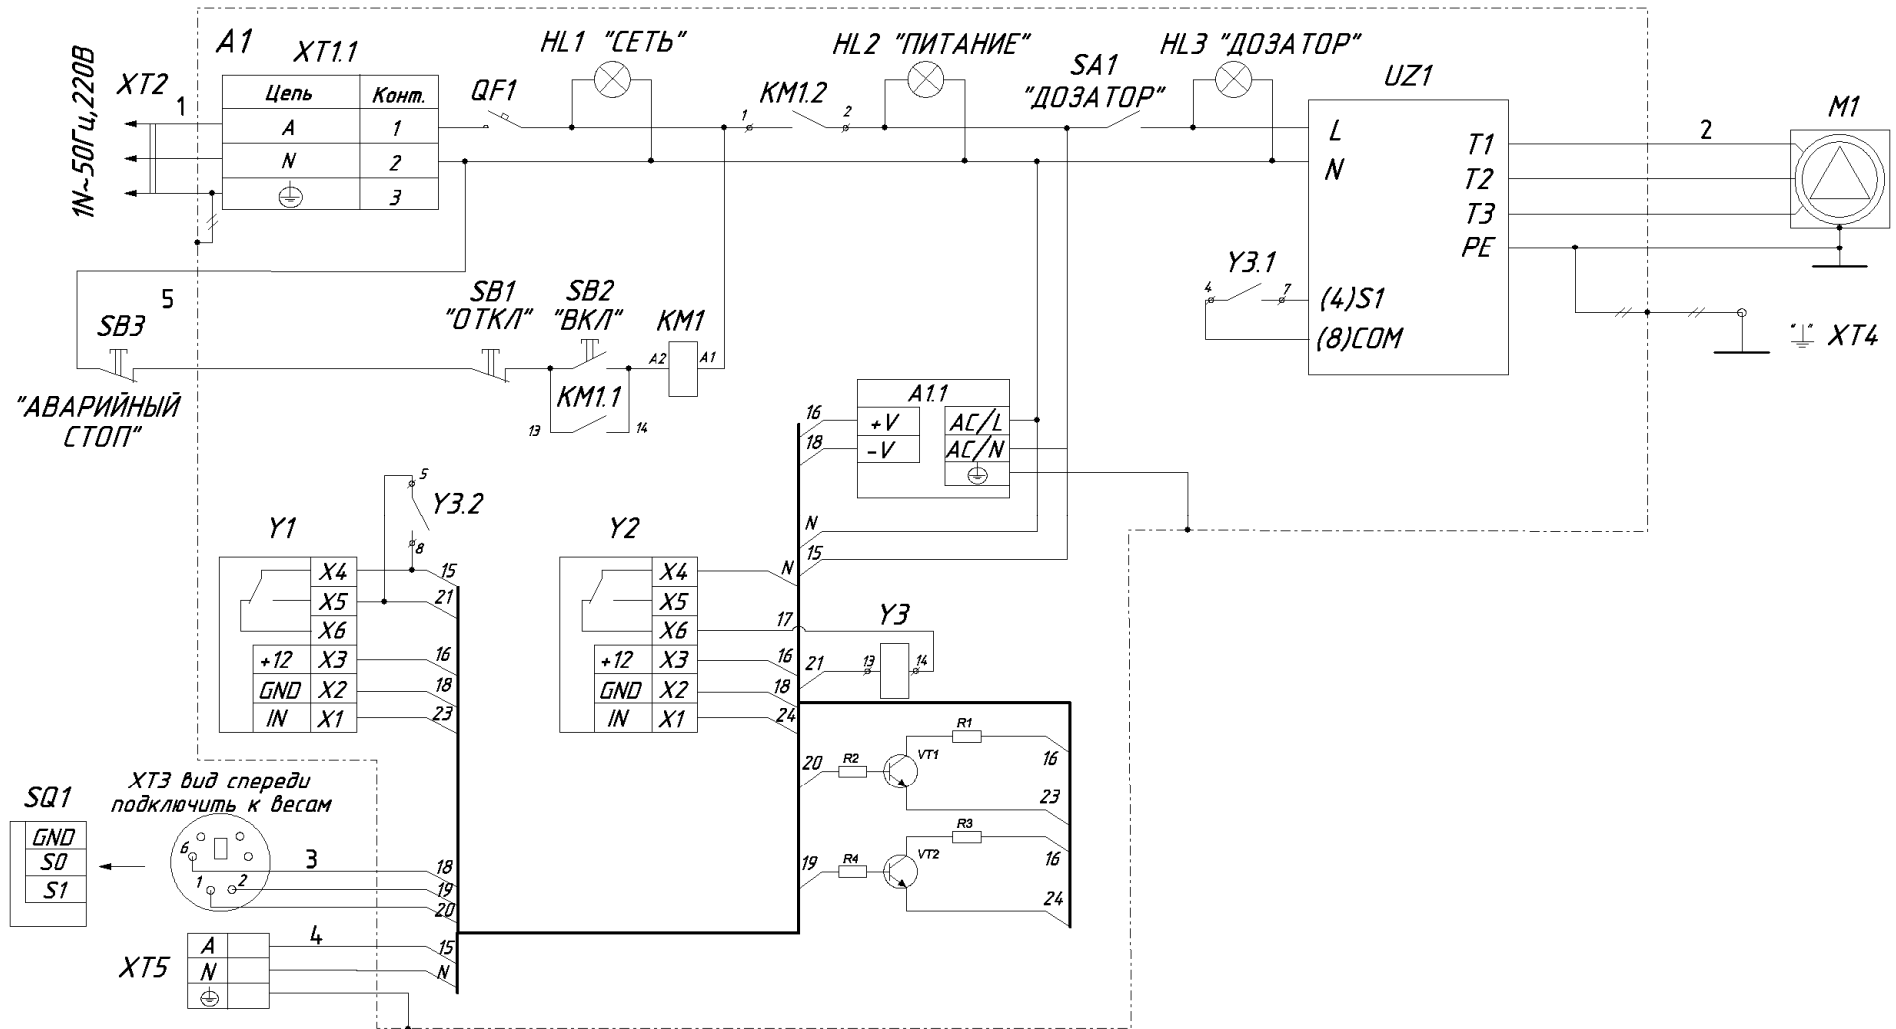 A1
XT1.1
XT2
1
1N~50Гц,220В
Цепь Конт.
A 1
N 2
3
QF1
HL1 "СЕТЬ"
KM1.2
1 2
HL2 "ПИТАНИЕ"
SA1
"ДОЗАТОР"
HL3 "ДОЗАТОР"
UZ1
L
N
T1
T2
T3
PE
(4)S1
(8)COM
2
M1
Y3.1
4 7
"⊥" XT4
5
SB3
"АВАРИЙНЫЙ
СТОП"
SB1
"ОТКЛ"
SB2
"ВКЛ"
KM1
A2 A1
KM1.1
13 14
A1.1
16 +V AC/L
18 -V AC/N
N
15
5
Y3.2
8
Y1
X4 15
X5 21
X6
+12 X3 16
GND X2 18
IN X1 23
Y2
X4 N
X5
X6 17
+12 X3 16
GND X2 18
IN X1 24
Y3
21 13 14
R1
VT1
R2
20
16
23
R3
VT2
R4
19
16
24
XT3 вид спереди
подключить к весам
SQ1
GND
S0
S1
6
1 2
3
18
19
20
XT5
A 4 15
N N